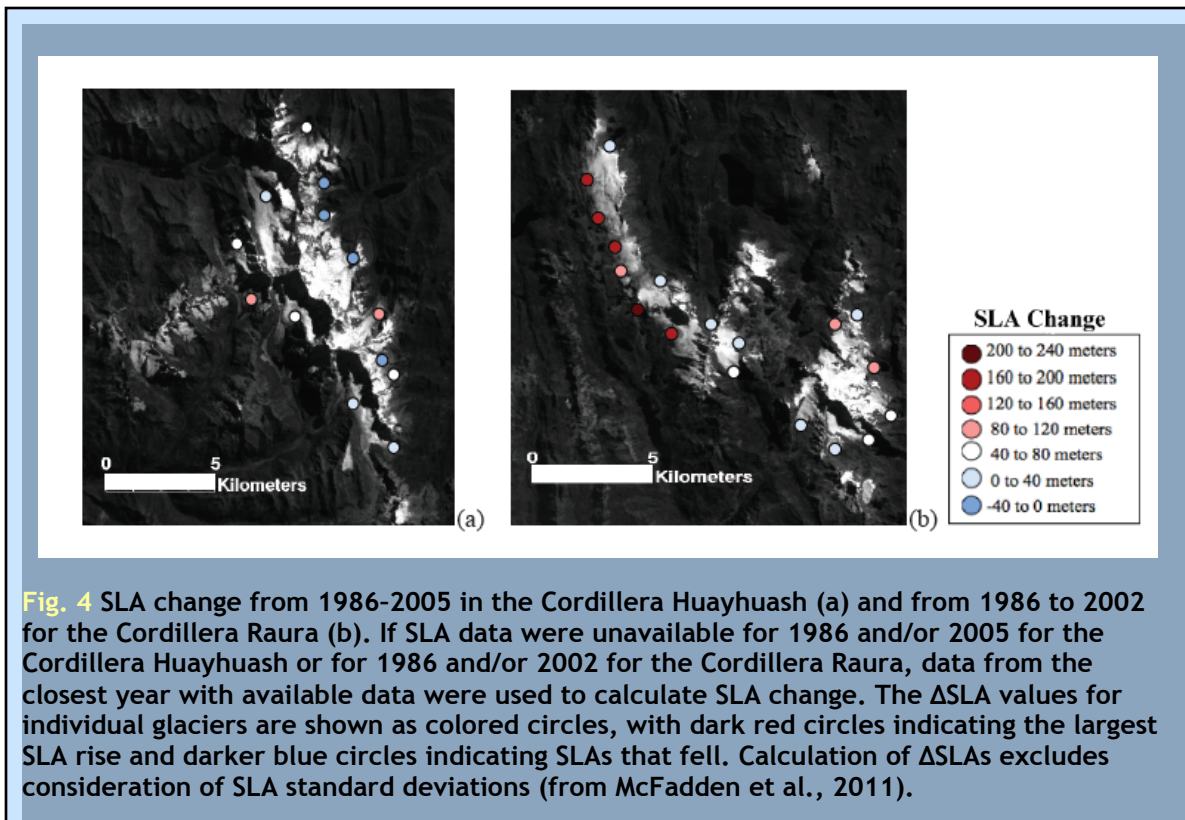 0 5
Kilometers
(a)
0 5
Kilometers
(b)
SLA Change
200 to 240 meters
160 to 200 meters
120 to 160 meters
80 to 120 meters
40 to 80 meters
0 to 40 meters
-40 to 0 meters
Fig. 4 SLA change from 1986–2005 in the Cordillera Huayhuash (a) and from 1986 to 2002
for the Cordillera Raura (b). If SLA data were unavailable for 1986 and/or 2005 for the
Cordillera Huayhuash or for 1986 and/or 2002 for the Cordillera Raura, data from the
closest year with available data were used to calculate SLA change. The ΔSLA values for
individual glaciers are shown as colored circles, with dark red circles indicating the largest
SLA rise and darker blue circles indicating SLAs that fell. Calculation of ΔSLAs excludes
consideration of SLA standard deviations (from McFadden et al., 2011).